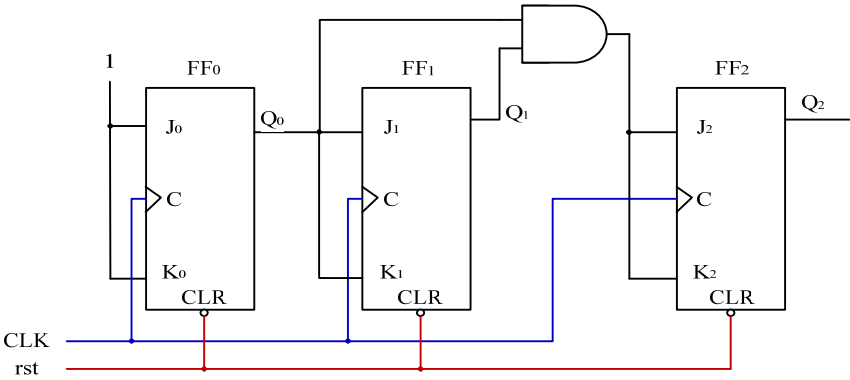 1
FF₀
FF₁
FF₂
J₀
Q₀
J₁
Q₁
J₂
Q₂
C
C
C
K₀
K₁
K₂
CLR
CLR
CLR
CLK
rst